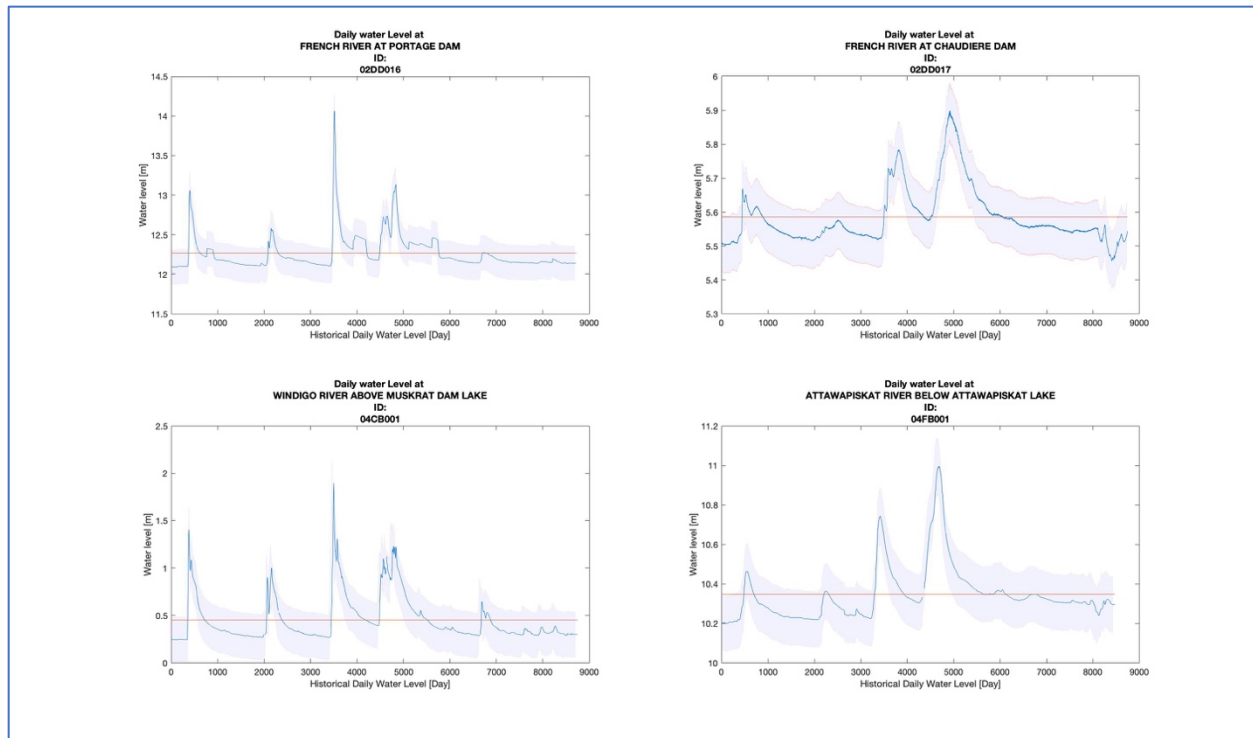 Daily water Level at
FRENCH RIVER AT PORTAGE DAM
ID:
02DD016
14.5
14
13.5
13
12.5
12
11.5
Water level [m]
0 1000 2000 3000 4000 5000 6000 7000 8000 9000
Historical Daily Water Level [Day]
Daily water Level at
FRENCH RIVER AT CHAUDIERE DAM
ID:
02DD017
6
5.9
5.8
5.7
5.6
5.5
5.4
5.3
Water level [m]
0 1000 2000 3000 4000 5000 6000 7000 8000 9000
Historical Daily Water Level [Day]
Daily water Level at
WINDIGO RIVER ABOVE MUSKRAT DAM LAKE
ID:
04CB001
2.5
2
1.5
1
0.5
0
Water level [m]
0 1000 2000 3000 4000 5000 6000 7000 8000 9000
Historical Daily Water Level [Day]
Daily water Level at
ATTAWAPISKAT RIVER BELOW ATTAWAPISKAT LAKE
ID:
04FB001
11.2
11
10.8
10.6
10.4
10.2
10
Water level [m]
0 1000 2000 3000 4000 5000 6000 7000 8000 9000
Historical Daily Water Level [Day]